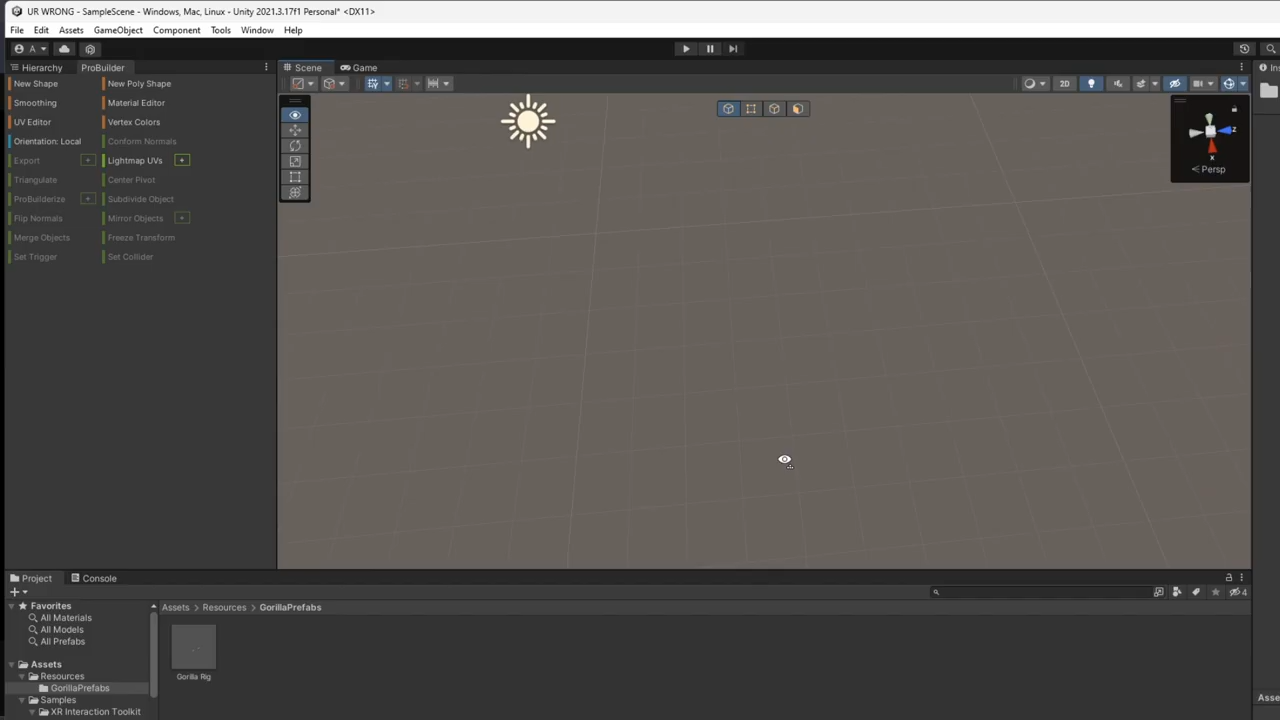 UR WRONG - SampleScene - Windows, Mac, Linux - Unity 2021.3.17f1 Personal* <DX11>
File Edit Assets GameObject Component Tools Window Help
A
Hierarchy ProBuilder
Scene Game
New Shape New Poly Shape
2D
Smoothing Material Editor
UV Editor Vertex Colors
Orientation: Local Conform Normals
Export + Lightmap UVs +
Triangulate Center Pivot
ProBuilderize + Subdivide Object
Flip Normals Mirror Objects +
Merge Objects Freeze Transform
Set Trigger Set Collider
z
x
Persp
Ins
Project Console
4
Favorites
All Materials
All Models
All Prefabs
Assets
Resources
GorillaPrefabs
Samples
XR Interaction Toolkit
Assets > Resources > GorillaPrefabs
Gorilla Rig
Asse